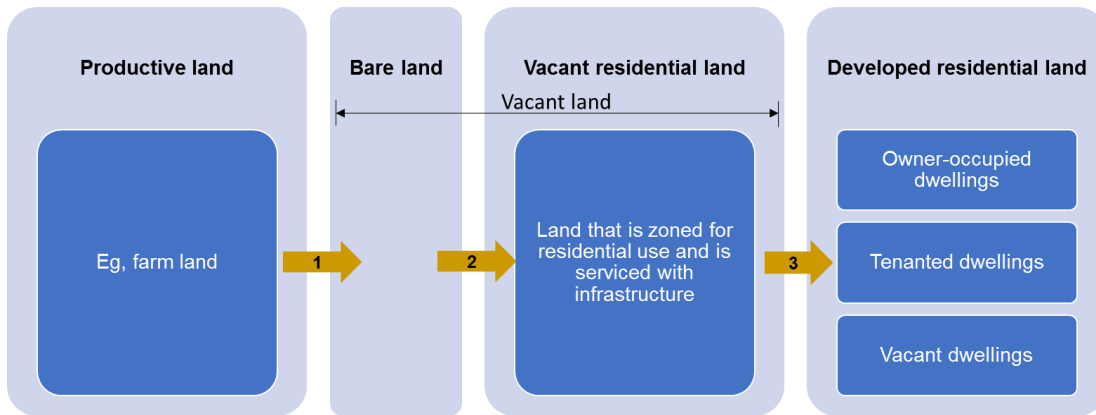 Productive land
Bare land
Vacant residential land
Developed residential land
Vacant land
Eg, farm land
1
2
Land that is zoned for
residential use and is
serviced with
infrastructure
3
Owner-occupied
dwellings
Tenanted dwellings
Vacant dwellings